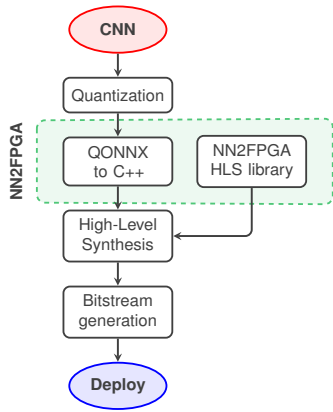 CNN
Quantization
NN2FPGA
QONNX
to C++
NN2FPGA
HLS library
High-Level
Synthesis
Bitstream
generation
Deploy